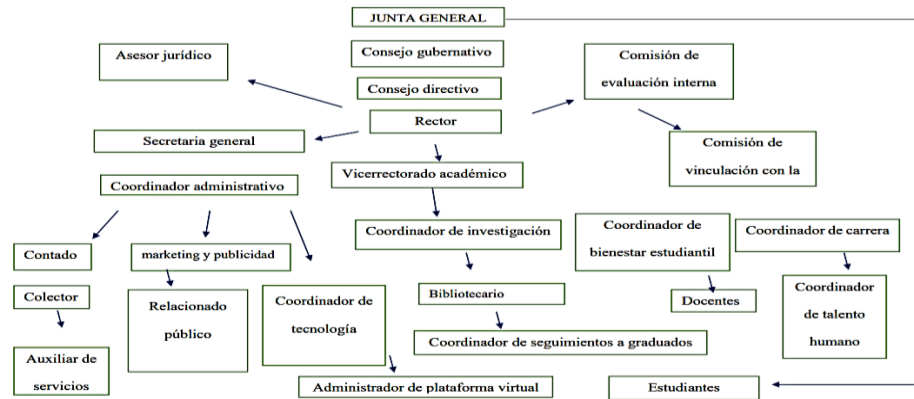 JUNTA GENERAL
Consejo gubernativo
Asesor jurídico
Comisión de
evaluación interna
Consejo directivo
Rector
Secretaria general
Comisión de
vinculación con la
Vicerrectorado académico
Coordinador administrativo
Coordinador de investigación
Coordinador de
bienestar estudiantil
Coordinador de carrera
Contado
marketing y publicidad
Colector
Relacionado
público
Coordinador de
tecnología
Bibliotecario
Docentes
Coordinador
de talento
humano
Coordinador de seguimientos a graduados
Auxiliar de
servicios
Administrador de plataforma virtual
Estudiantes